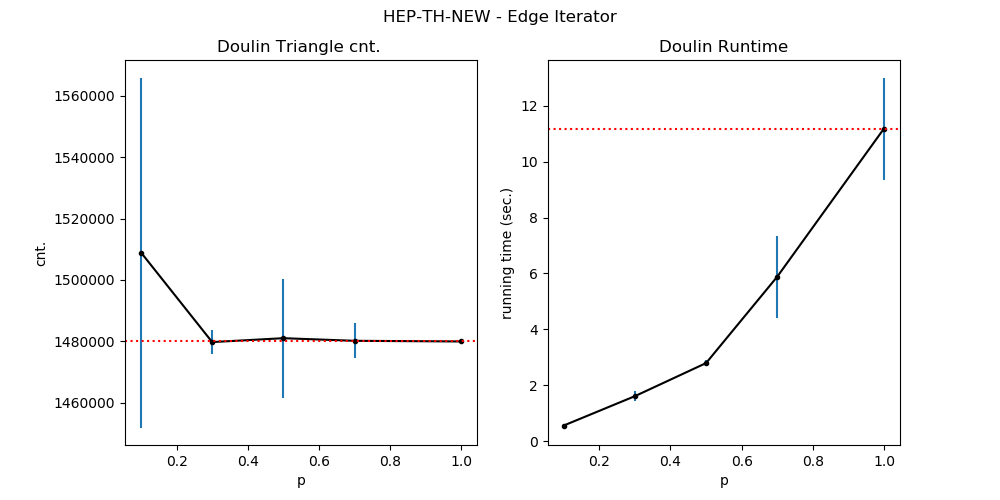 HEP-TH-NEW - Edge Iterator
Doulin Triangle cnt.
1560000
1540000
1520000
1500000
1480000
1460000
cnt.
0.2 0.4 0.6 0.8 1.0
p
Doulin Runtime
12
10
8
6
4
2
0
running time (sec.)
0.2 0.4 0.6 0.8 1.0
p